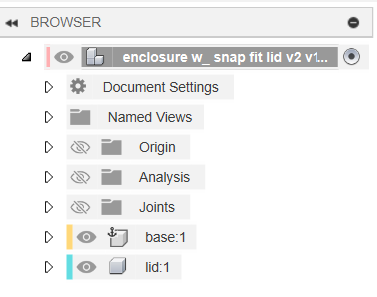 BROWSER
enclosure w_ snap fit lid v2 v1...
Document Settings
Named Views
Origin
Analysis
Joints
base:1
lid:1